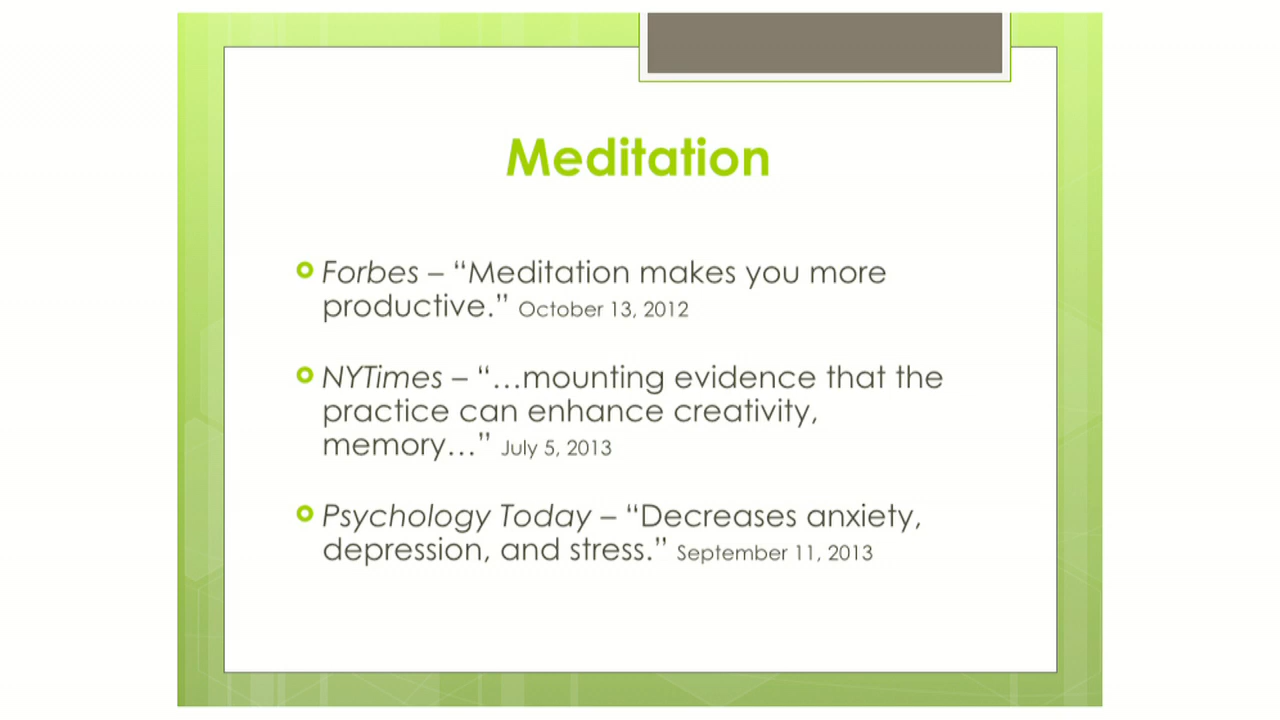 Meditation
Forbes – “Meditation makes you more
productive.” October 13, 2012
NYTimes – “…mounting evidence that the
practice can enhance creativity,
memory…” July 5, 2013
Psychology Today – “Decreases anxiety,
depression, and stress.” September 11, 2013